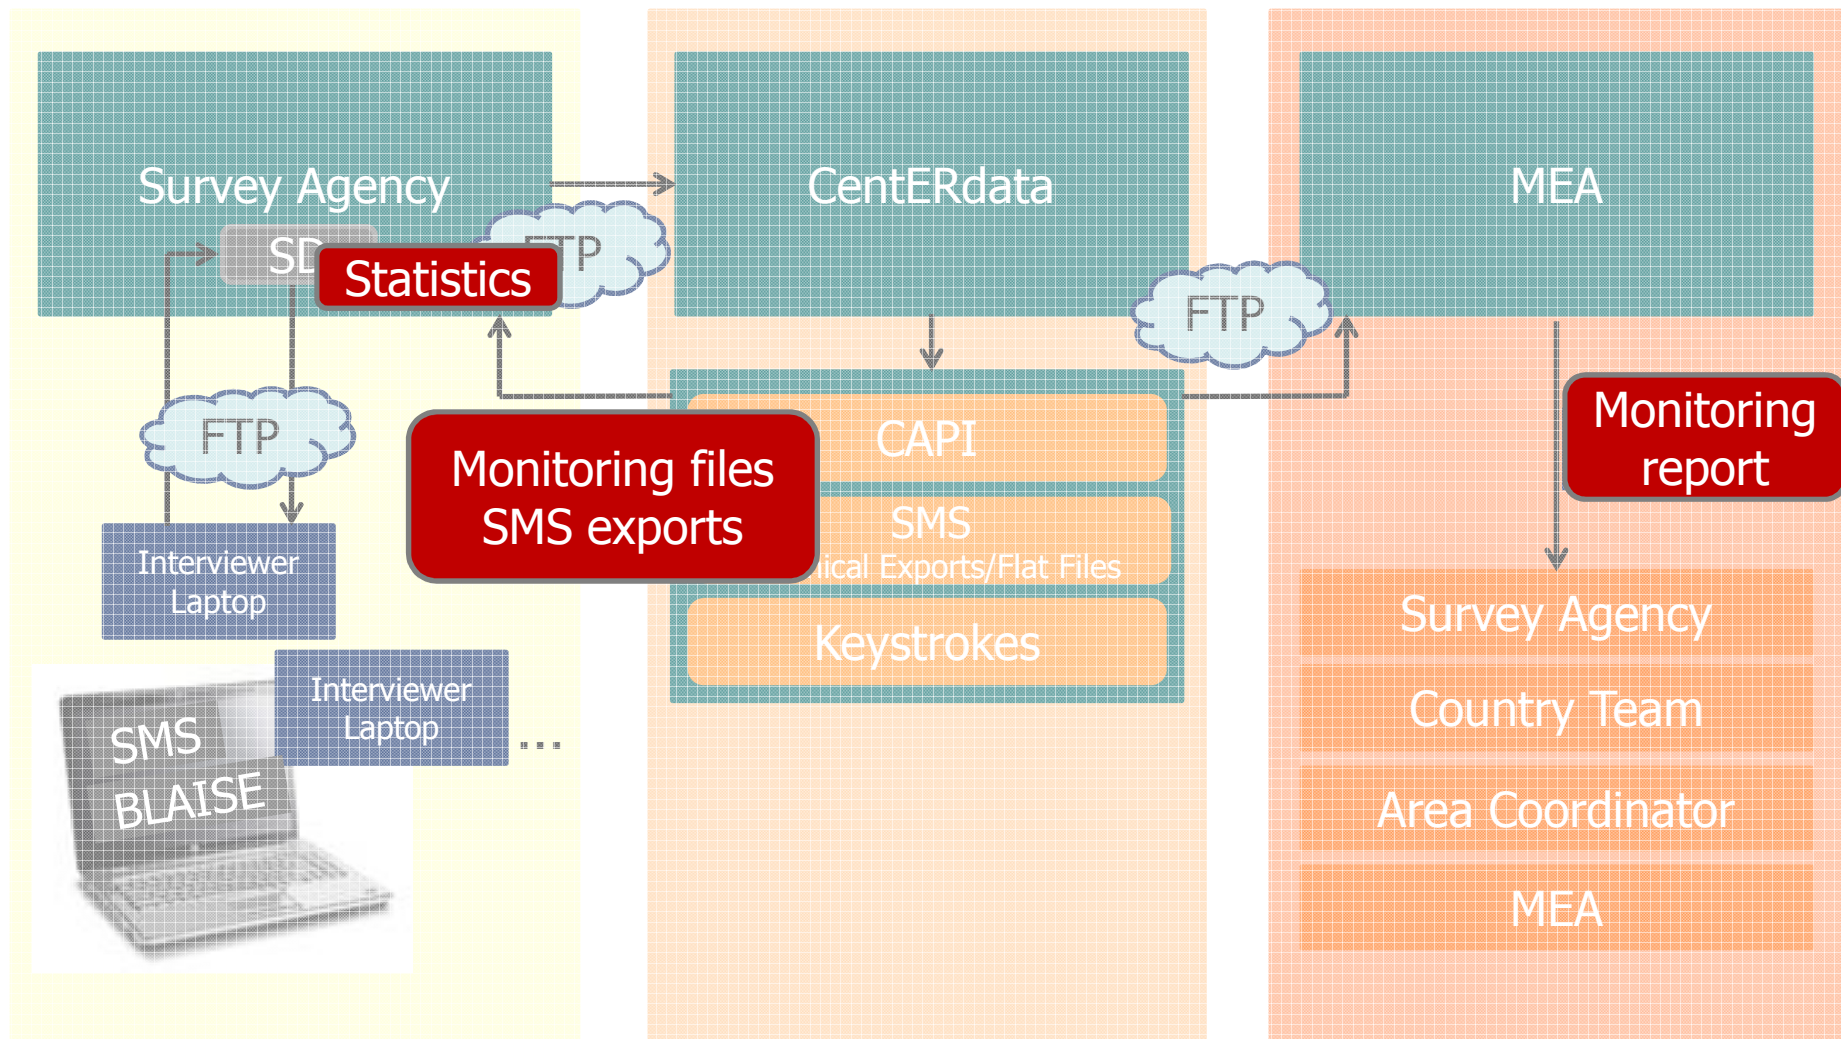 Survey Agency
SD
Statistics
FTP
FTP
Interviewer
Laptop
Interviewer
Laptop
...
SMS
BLAISE
CentERdata
FTP
Monitoring files
SMS exports
CAPI
SMS
Exports/Flat Files
Keystrokes
MEA
Monitoring
report
Survey Agency
Country Team
Area Coordinator
MEA